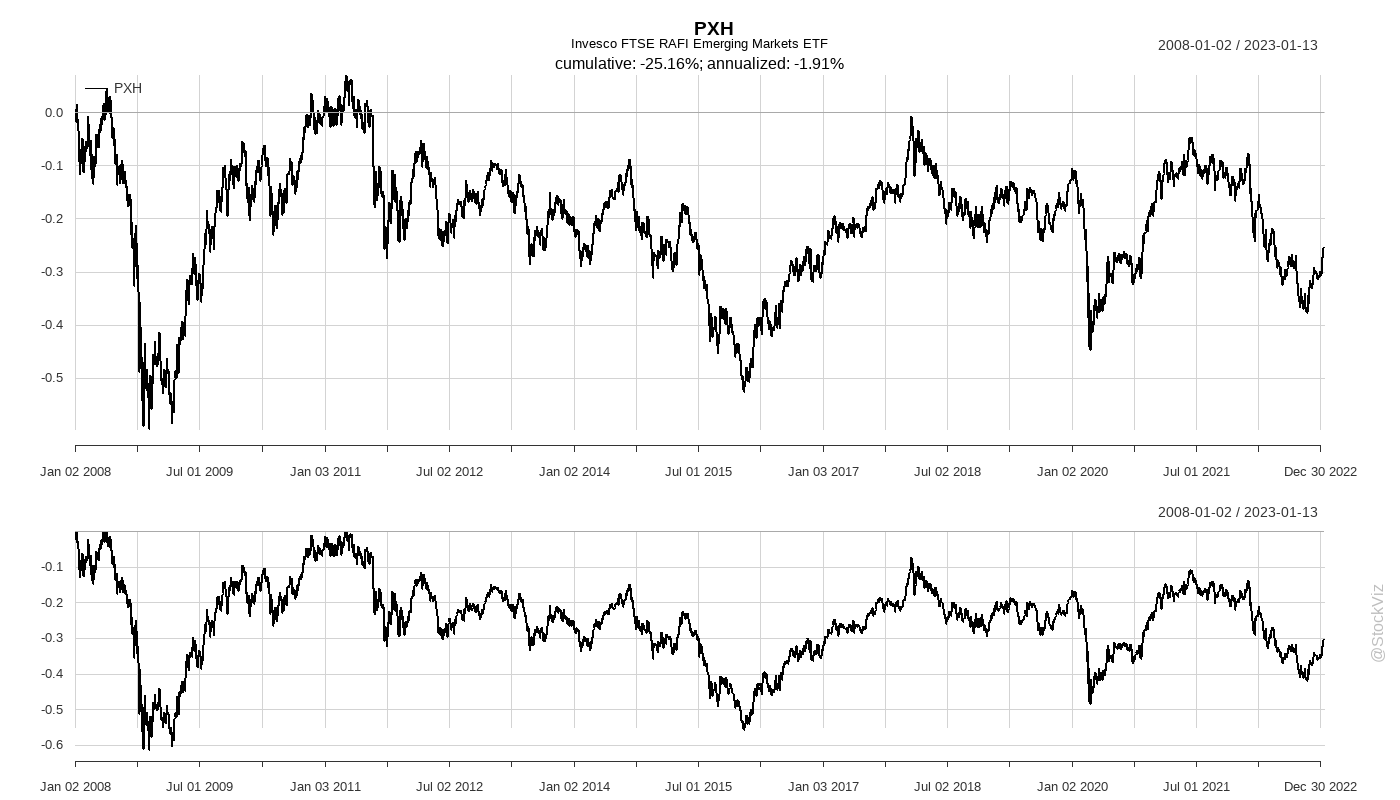 PXH
Invesco FTSE RAFI Emerging Markets ETF
2008-01-02 / 2023-01-13
cumulative: -25.16%; annualized: -1.91%
PXH
0.0
-0.1
-0.2
-0.3
-0.4
-0.5
Jan 02 2008 Jul 01 2009 Jan 03 2011 Jul 02 2012 Jan 02 2014 Jul 01 2015 Jan 03 2017 Jul 02 2018 Jan 02 2020 Jul 01 2021 Dec 30 2022
2008-01-02 / 2023-01-13
-0.1
-0.2
-0.3
-0.4
-0.5
-0.6
Jan 02 2008 Jul 01 2009 Jan 03 2011 Jul 02 2012 Jan 02 2014 Jul 01 2015 Jan 03 2017 Jul 02 2018 Jan 02 2020 Jul 01 2021 Dec 30 2022
@StockViz